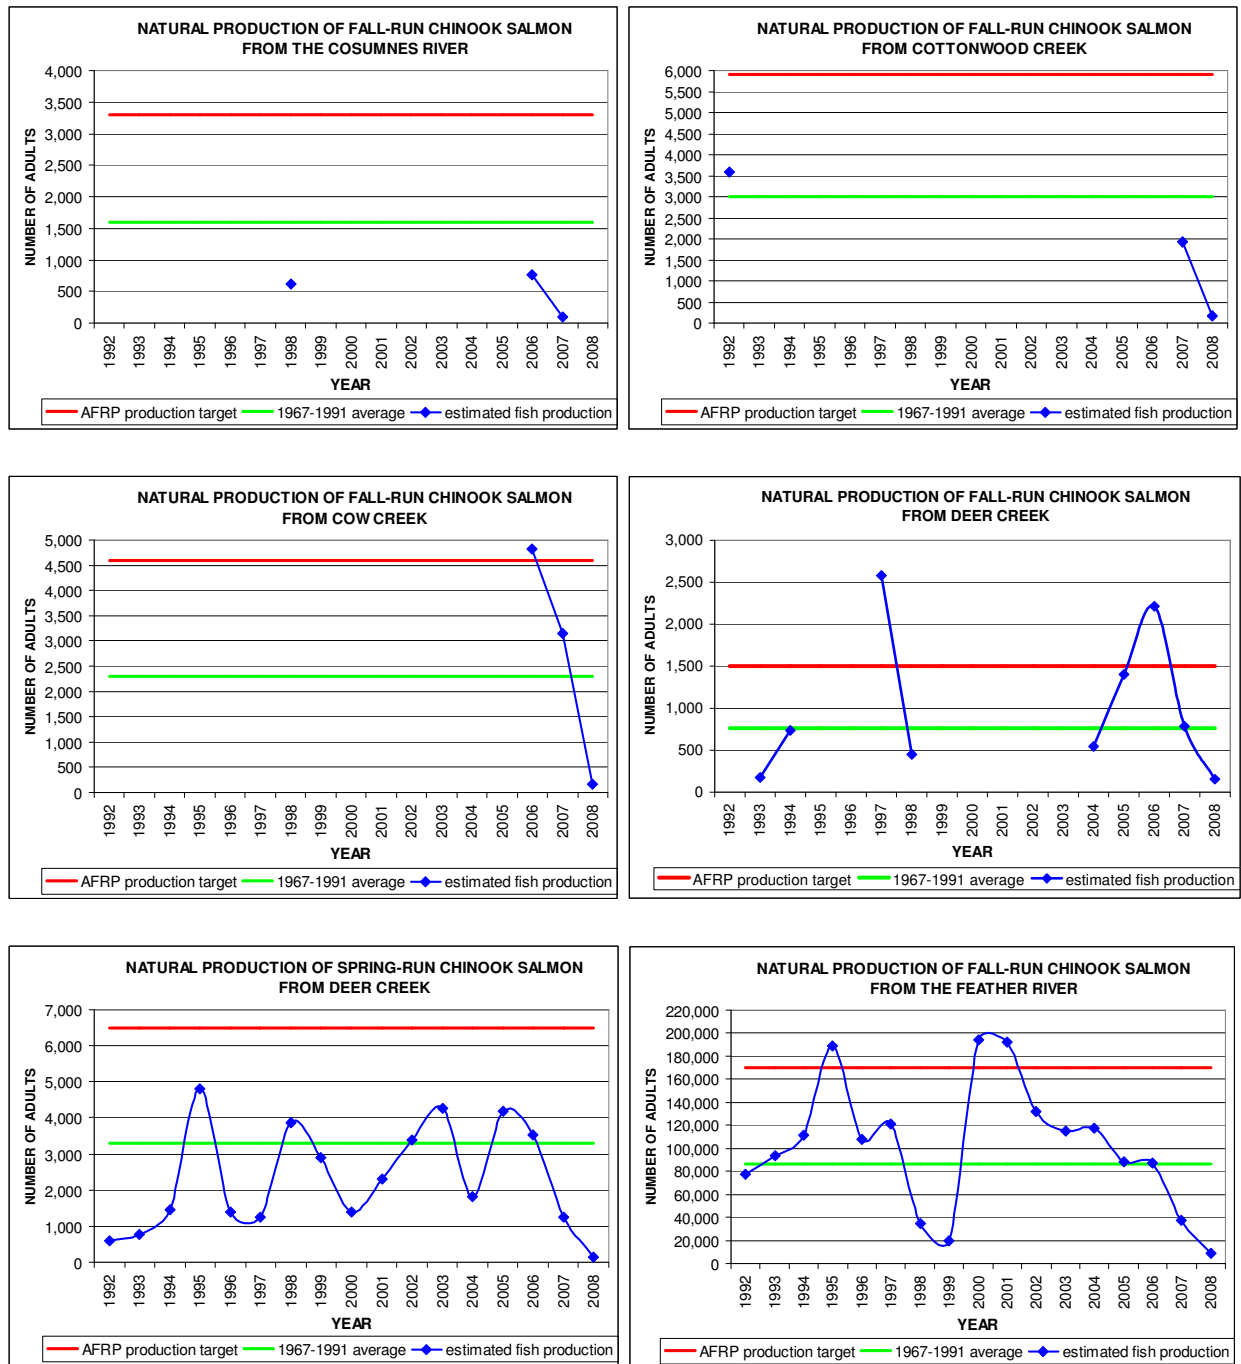 NATURAL PRODUCTION OF FALL-RUN CHINOOK SALMON
FROM THE COSUMNES RIVER
4,000
3,500
3,000
2,500
2,000
1,500
1,000
500
0
NUMBER OF ADULTS
1992 1993 1994 1995 1996 1997 1998 1999 2000 2001 2002 2003 2004 2005 2006 2007 2008
YEAR
AFRP production target 1967-1991 average estimated fish production
NATURAL PRODUCTION OF FALL-RUN CHINOOK SALMON
FROM COTTONWOOD CREEK
6,000
5,500
5,000
4,500
4,000
3,500
3,000
2,500
2,000
1,500
1,000
500
0
NUMBER OF ADULTS
1992 1993 1994 1995 1996 1997 1998 1999 2000 2001 2002 2003 2004 2005 2006 2007 2008
YEAR
AFRP production target 1967-1991 average estimated fish production
NATURAL PRODUCTION OF FALL-RUN CHINOOK SALMON
FROM COW CREEK
5,000
4,500
4,000
3,500
3,000
2,500
2,000
1,500
1,000
500
0
NUMBER OF ADULTS
1992 1993 1994 1995 1996 1997 1998 1999 2000 2001 2002 2003 2004 2005 2006 2007 2008
YEAR
AFRP production target 1967-1991 average estimated fish production
NATURAL PRODUCTION OF FALL-RUN CHINOOK SALMON
FROM DEER CREEK
3,000
2,500
2,000
1,500
1,000
500
0
NUMBER OF ADULTS
1992 1993 1994 1995 1996 1997 1998 1999 2000 2001 2002 2003 2004 2005 2006 2007 2008
YEAR
AFRP production target 1967-1991 average estimated fish production
NATURAL PRODUCTION OF SPRING-RUN CHINOOK SALMON
FROM DEER CREEK
7,000
6,000
5,000
4,000
3,000
2,000
1,000
0
NUMBER OF ADULTS
1992 1993 1994 1995 1996 1997 1998 1999 2000 2001 2002 2003 2004 2005 2006 2007 2008
YEAR
AFRP production target 1967-1991 average estimated fish production
NATURAL PRODUCTION OF FALL-RUN CHINOOK SALMON
FROM THE FEATHER RIVER
220,000
200,000
180,000
160,000
140,000
120,000
100,000
80,000
60,000
40,000
20,000
0
NUMBER OF ADULTS
1992 1993 1994 1995 1996 1997 1998 1999 2000 2001 2002 2003 2004 2005 2006 2007 2008
YEAR
AFRP production target 1967-1991 average estimated fish production